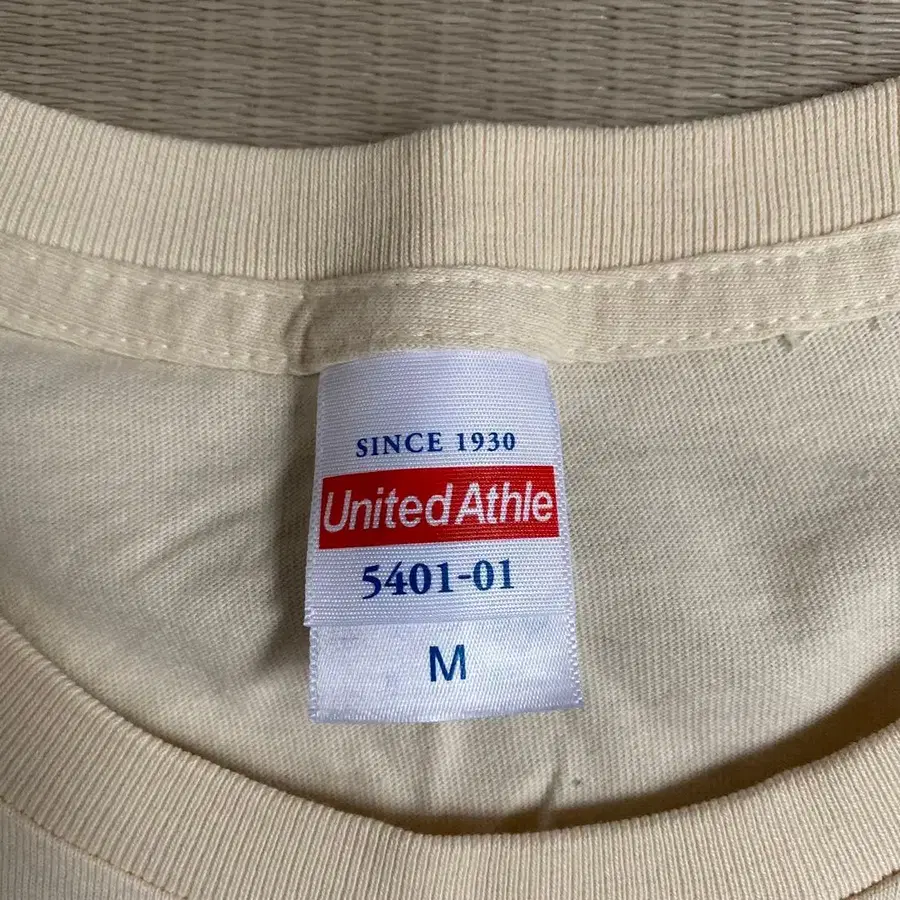 SINCE 1930
United Athle
5401-01
M